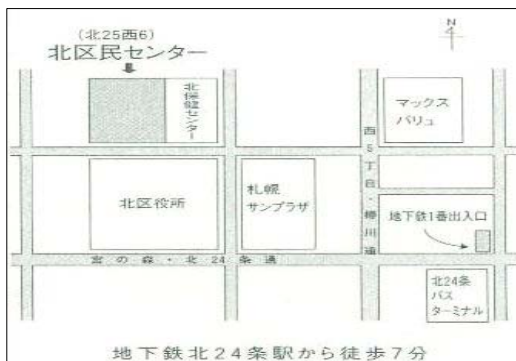 (北25西6)
北区民センター
N
北保健センター
マックス
バリュ
西5丁目・樽川通
北区役所
札幌
サンプラザ
地下鉄1番出入口
宮の森・北24条通
北24条
バス
ターミナル
地下鉄北24条駅から徒歩7分